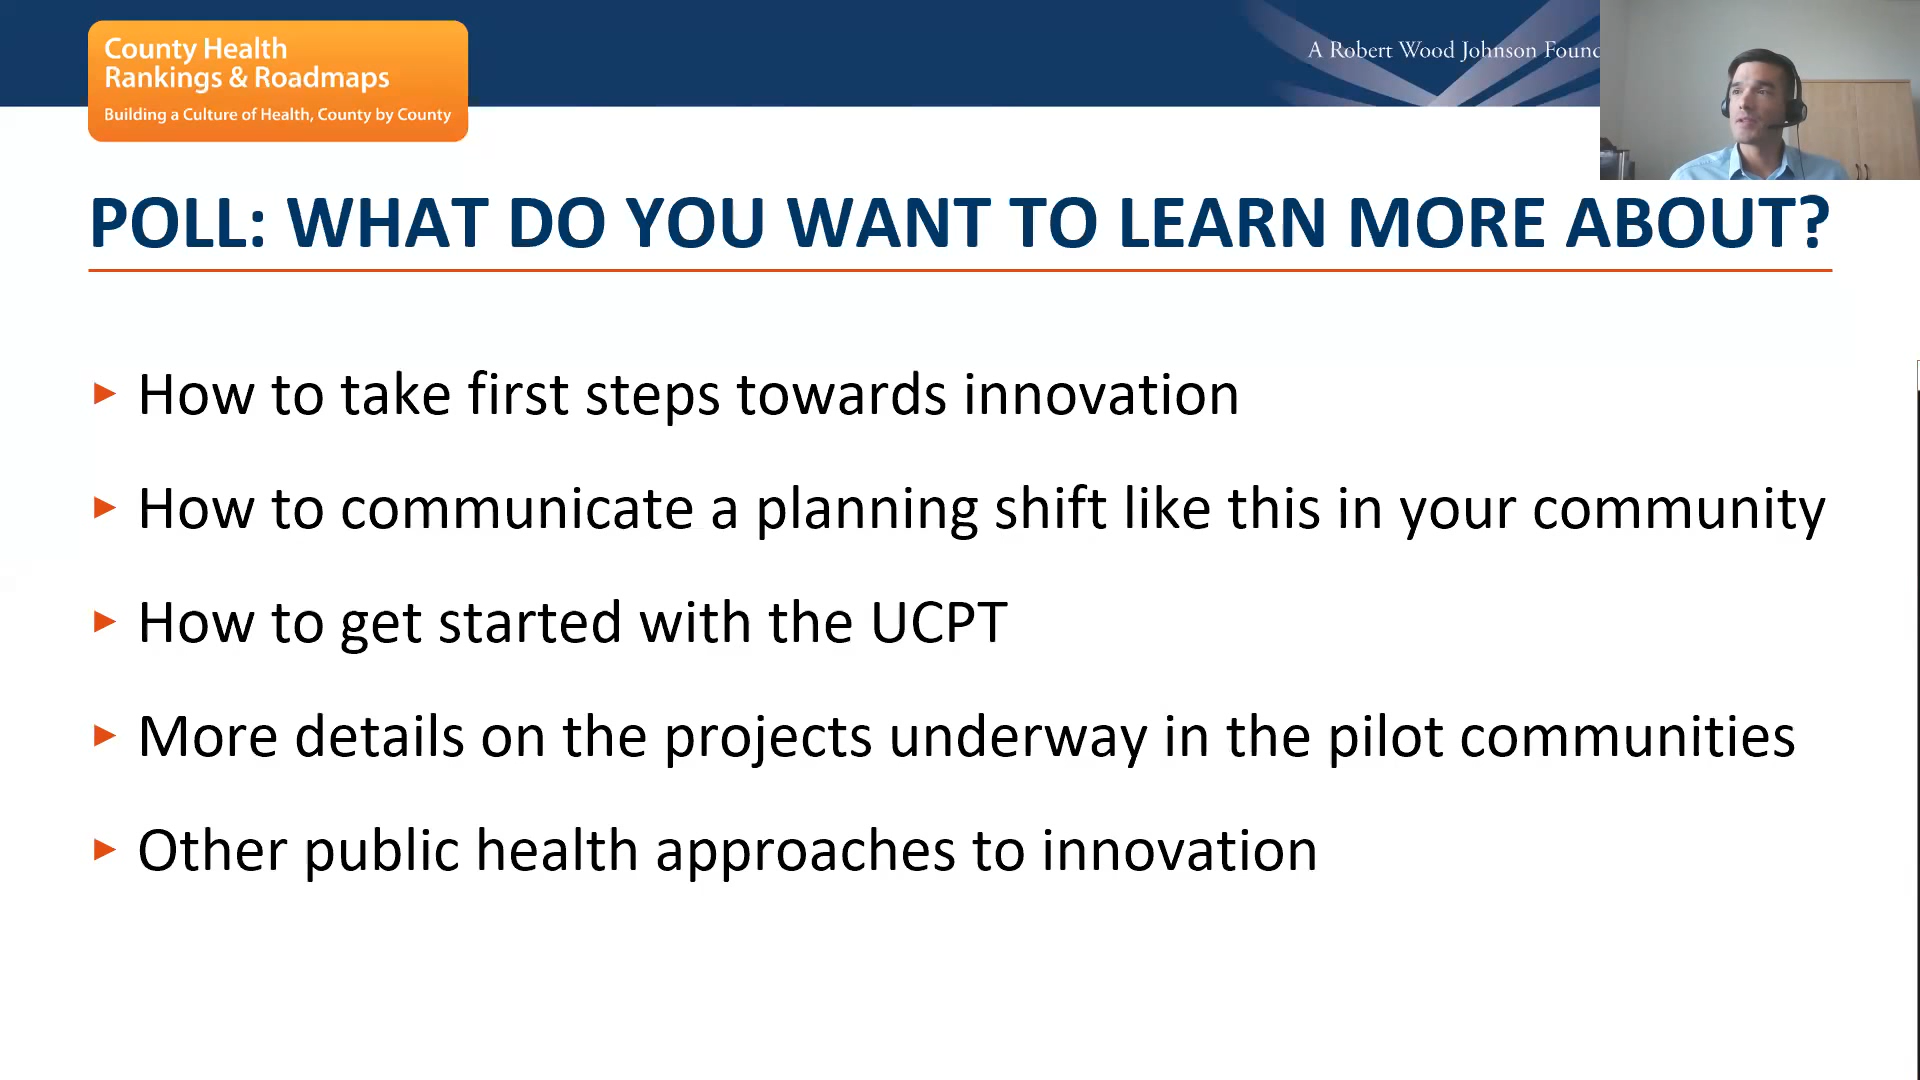 County Health
Rankings & Roadmaps
Building a Culture of Health, County by County
A Robert Wood Johnson
POLL: WHAT DO YOU WANT TO LEARN MORE ABOUT?
How to take first steps towards innovation
How to communicate a planning shift like this in your community
How to get started with the UCPT
More details on the projects underway in the pilot communities
Other public health approaches to innovation